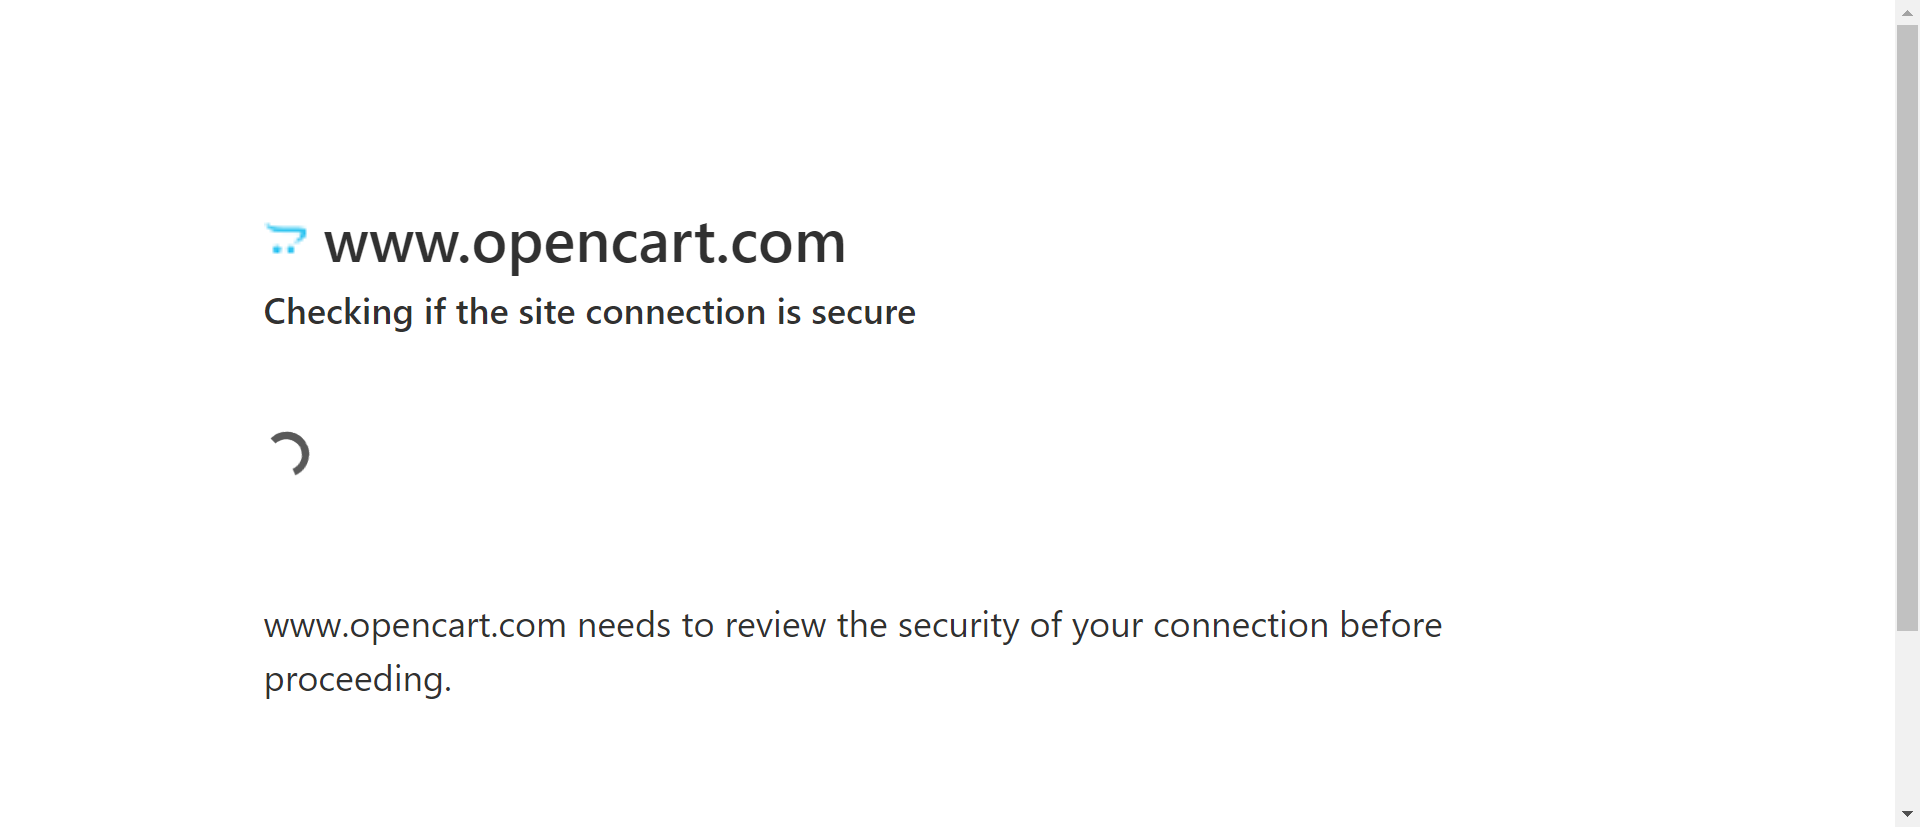 www.opencart.com
Checking if the site connection is secure
www.opencart.com needs to review the security of your connection before
proceeding.